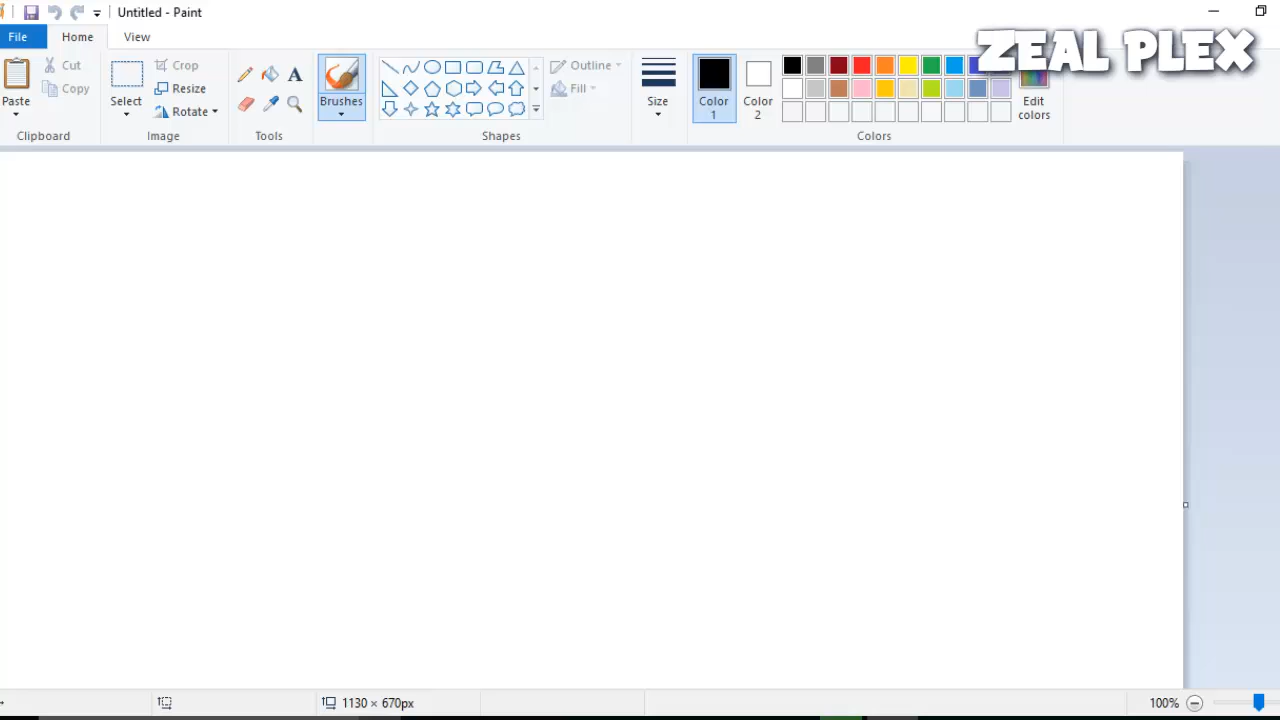 Untitled - Paint
ZEAL PLEX
File Home View
Paste
Cut
Copy
Clipboard
Select
Crop
Resize
Rotate
Image
A
Tools
Brushes
Shapes
Outline
Fill
Size
Color 1
Color 2
Edit colors
Colors
1130 × 670px
100%